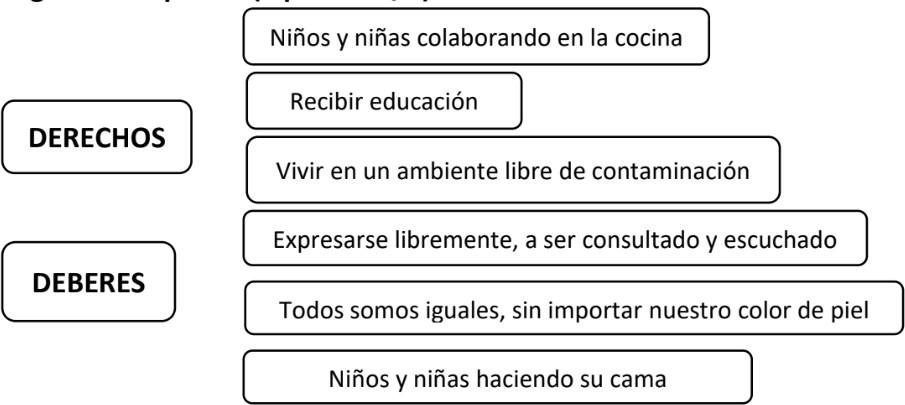 Niños y niñas colaborando en la cocina
Recibir educación
DERECHOS
Vivir en un ambiente libre de contaminación
Expresarse libremente, a ser consultado y escuchado
DEBERES
Todos somos iguales, sin importar nuestro color de piel
Niños y niñas haciendo su cama